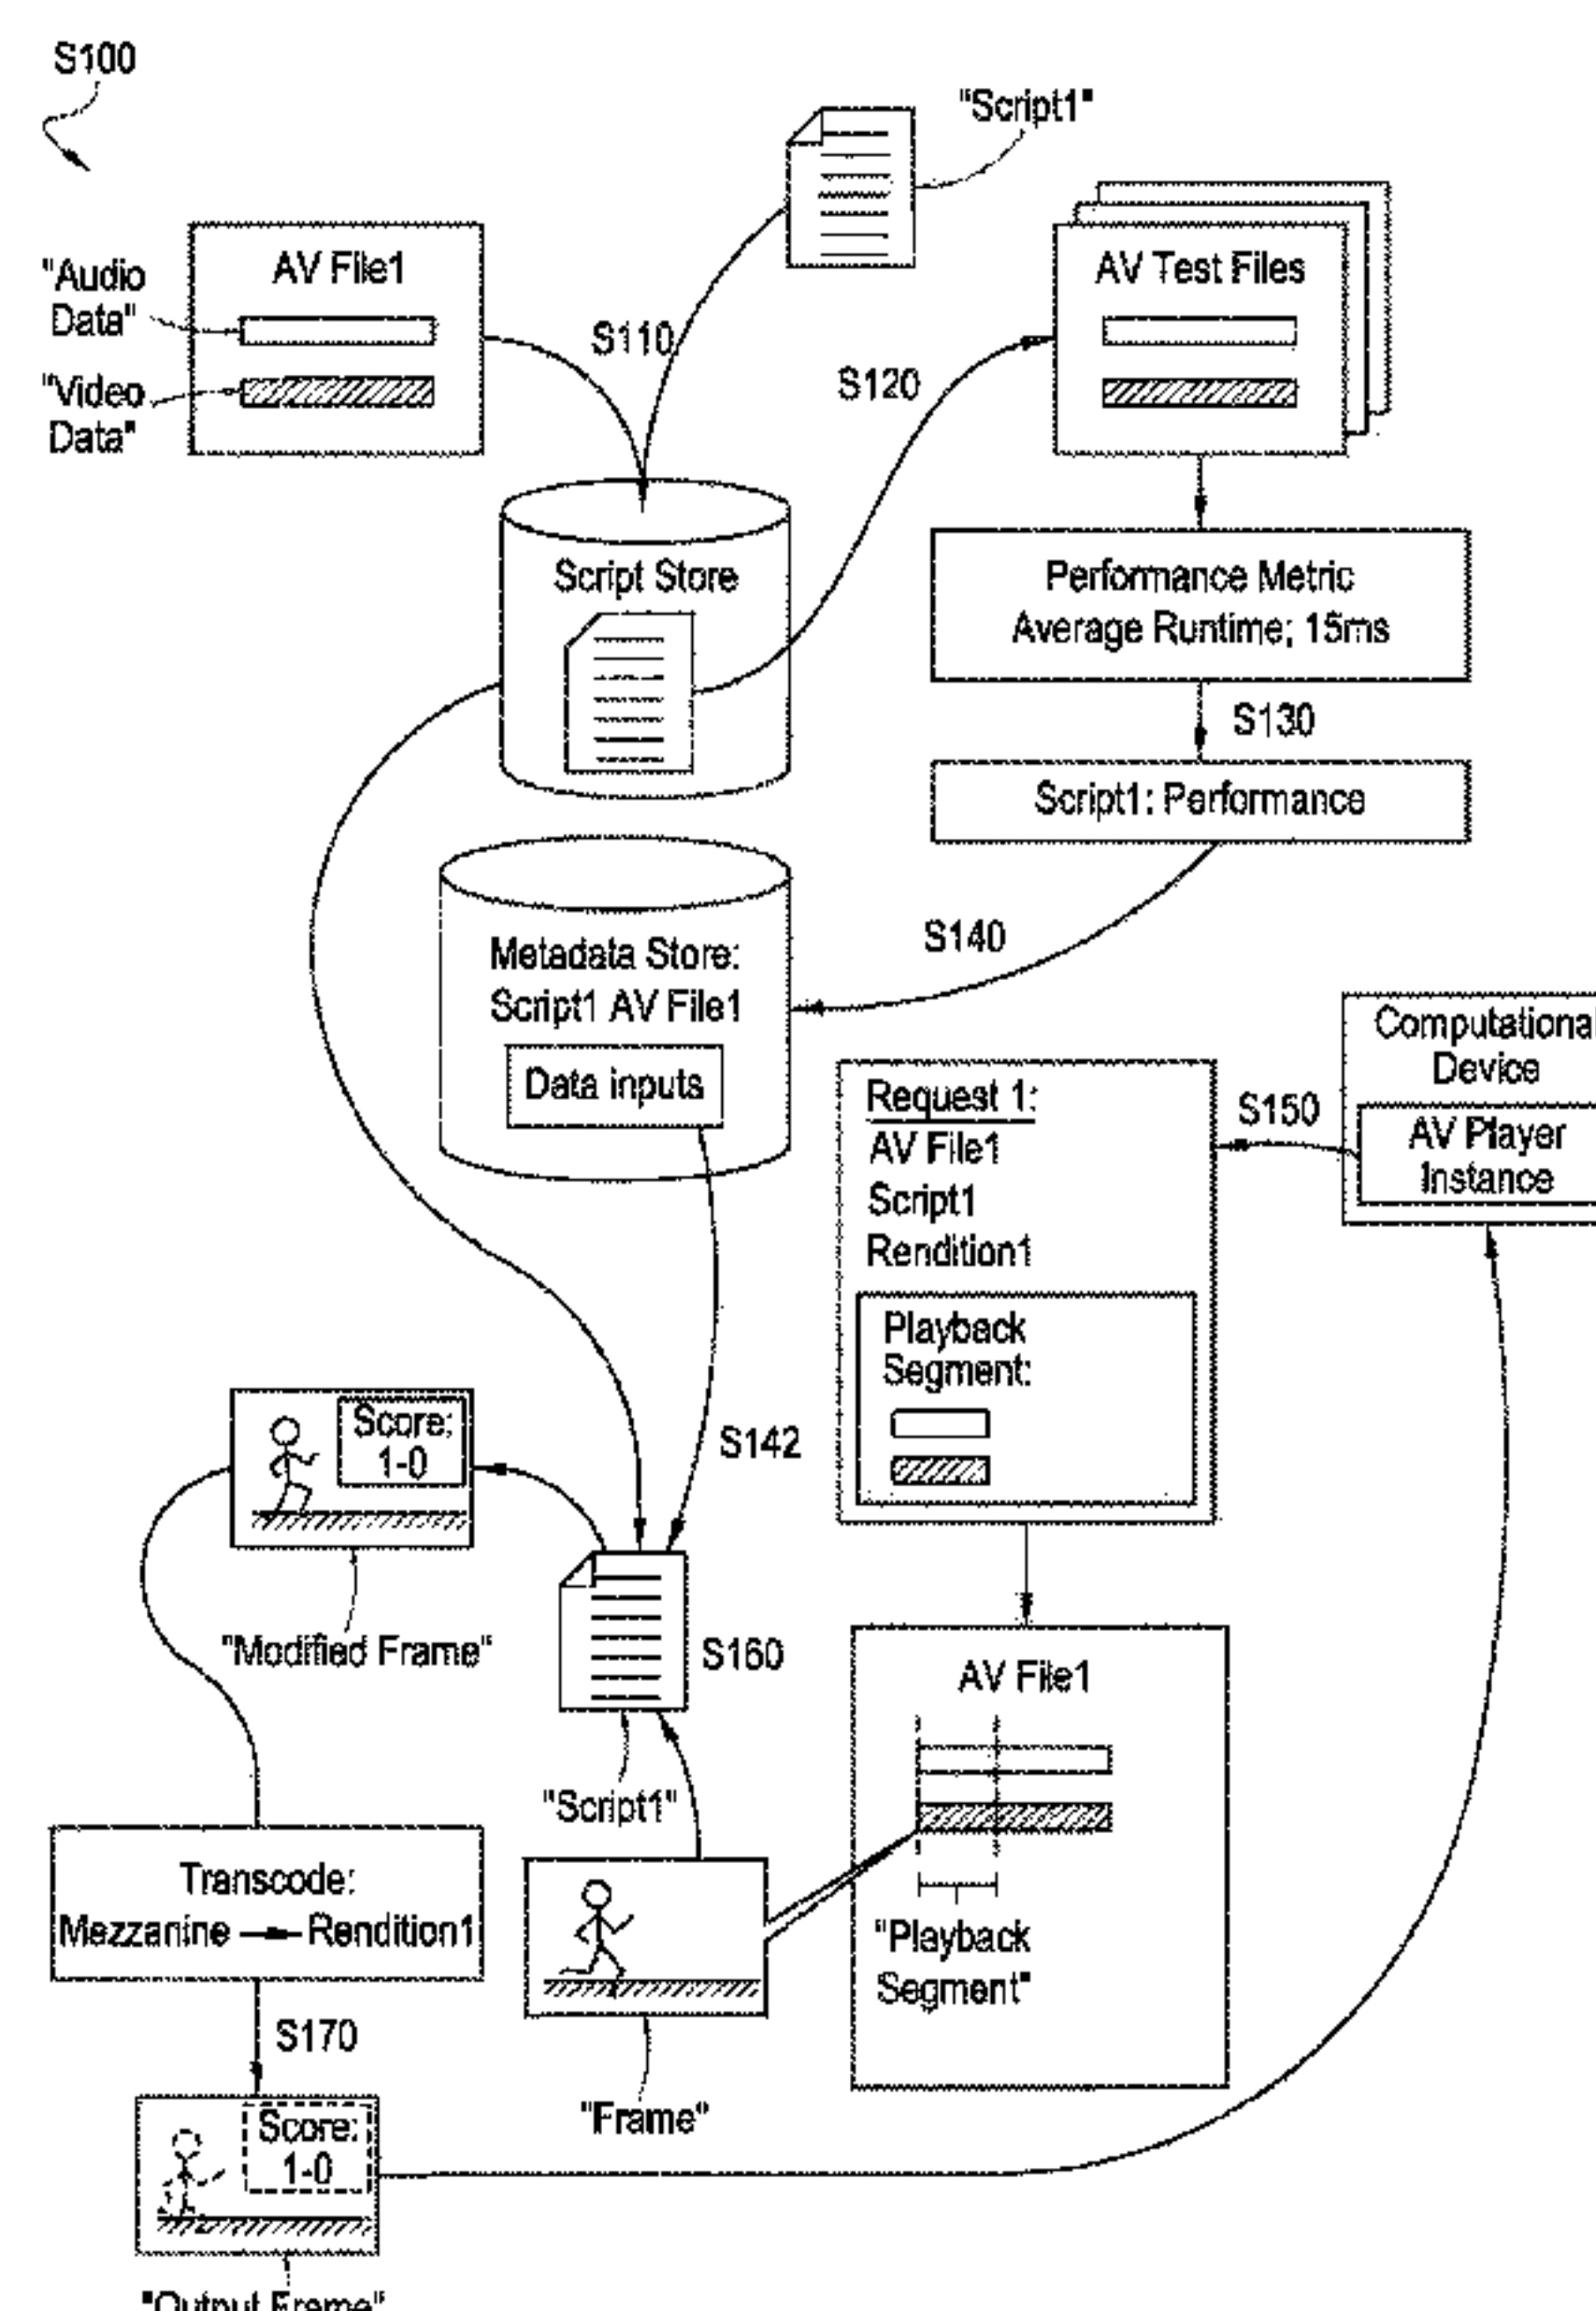 S100
"Script1"
AV File1
"Audio
Data"
"Video
Data"
S110
S120
AV Test Files
Script Store
Performance Metric
Average Runtime; 15ms
S130
Script1: Performance
S140
Metadata Store:
Script1 AV File1
Data inputs
Computational
Device
AV Player
Instance
S150
Request 1:
AV File1
Script1
Rendition1
Playback
Segment:
S142
Score;
1-0
"Modified Frame"
S160
"Script1"
AV File1
"Playback
Segment"
Transcode:
Mezzanine Rendition1
S170
"Frame"
Score:
1-0
"Output Frame"